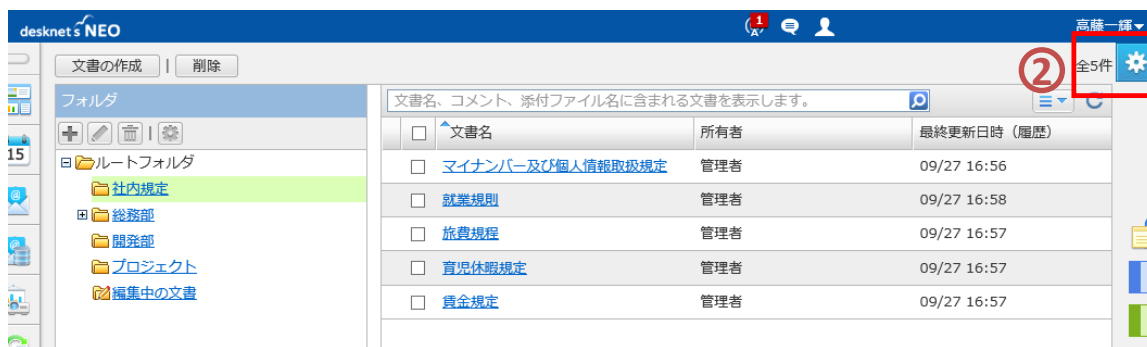 desknet's NEO
1
高藤一輝
文書の作成 | 削除
② 全5件
フォルダ
文書名、コメント、添付ファイル名に含まれる文書を表示します。
文書名 所有者 最終更新日時（履歴）
15
ルートフォルダ
社内規定
総務部
開発部
プロジェクト
編集中の文書
マイナンバー及び個人情報取扱規定 管理者 09/27 16:56
就業規則 管理者 09/27 16:58
旅費規程 管理者 09/27 16:57
育児休暇規定 管理者 09/27 16:57
賃金規定 管理者 09/27 16:57